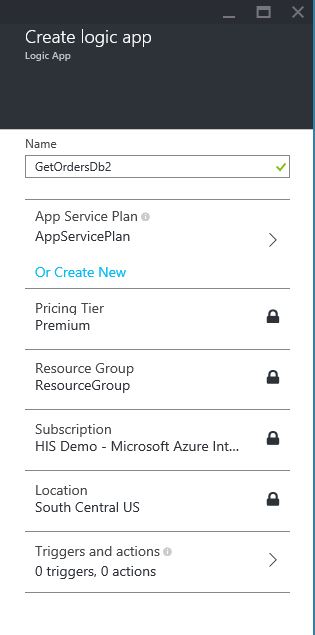 Create logic app
Logic App
Name
GetOrdersDb2
App Service Plan
AppServicePlan
Or Create New
Pricing Tier
Premium
Resource Group
ResourceGroup
Subscription
HIS Demo - Microsoft Azure Int...
Location
South Central US
Triggers and actions
0 triggers, 0 actions